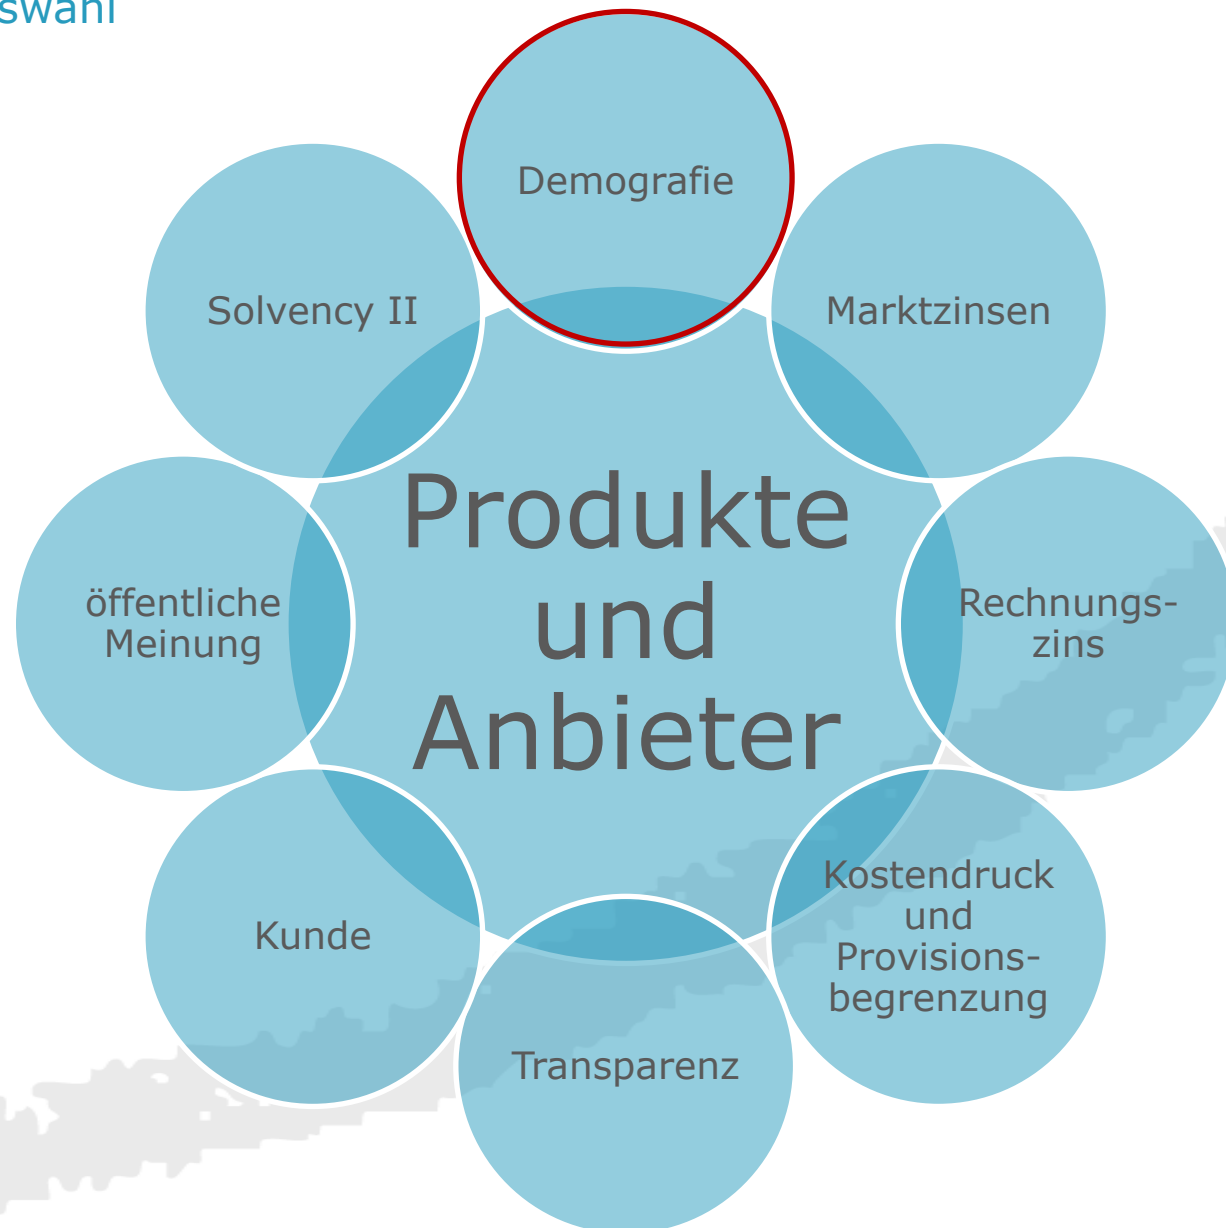 swahl
Demografie
Solvency II
Marktzinsen
Produkte
und
Anbieter
öffentliche
Meinung
Rechnungs-
zins
Kunde
Kostendruck
und
Provisions-
begrenzung
Transparenz